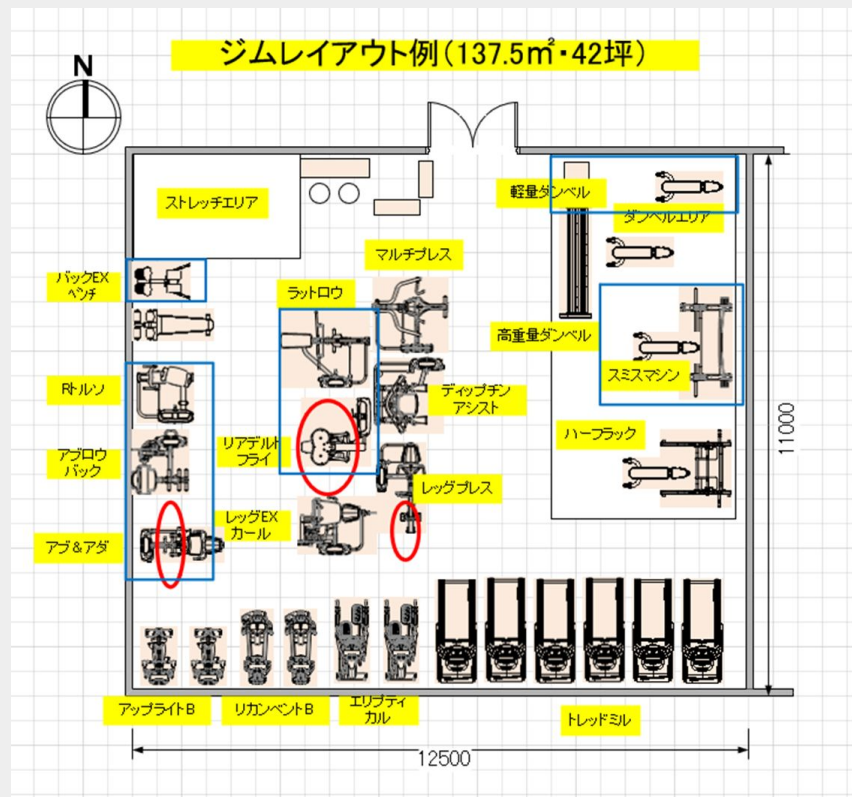 ジムレイアウト例(137.5㎡・42坪)
N
ストレッチエリア
軽量ダンベル
ダンベルエリア
マルチプレス
バックEX
ベンチ
ラットロウ
高重量ダンベル
スミスマシン
Rトルソ
ディップチン
アシスト
アブロウ
バック
リアデルト
フライ
ハーフラック
レッグプレス
レッグEX
カール
アブ&アダ
11000
アップライトB
リカンベントB
エリプティ
カル
トレッドミル
12500